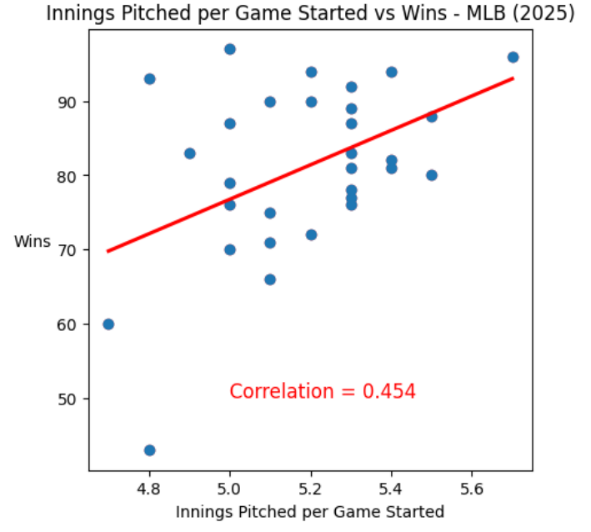 Innings Pitched per Game Started vs Wins - MLB (2025)
90
80
Wins
70
60
50
Correlation = 0.454
4.8 5.0 5.2 5.4 5.6
Innings Pitched per Game Started